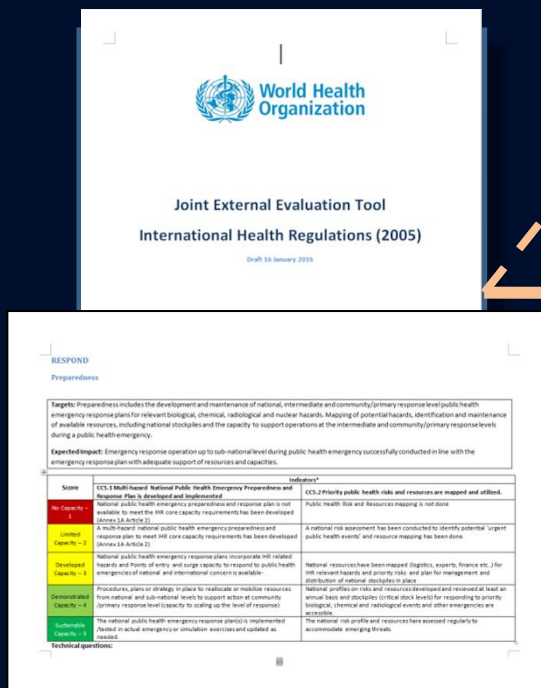 World Health
Organization
Joint External Evaluation Tool
International Health Regulations (2005)
Draft 16 January 2016
RESPOND
Preparedness
Targets: Preparedness includes the development and maintenance of national, intermediate and community/primary response level public health
emergency response plans for relevant biological, chemical, radiological and nuclear hazards. Mapping of potential hazards, identification and maintenance
of available resources, including national stockpiles and the capacity to support operations at the intermediate and community/primary response levels
during a public health emergency.
Expected Impact: Emergency response operation up to sub-national level during public health emergency successfully conducted in line with the
emergency response plan with adequate support of resources and capacities.
Indicators*
Score
CC5.1 Multi-hazard National Public Health Emergency Preparedness and
Response Plan is developed and implemented
CC5.2 Priority public health risks and resources are mapped and utilized.
No Capacity –
1
National public health emergency preparedness and response plan is not
available to meet the IHR core capacity requirements has been developed
(Annex 1A Article 2)
Public Health Risk and Resources mapping is not done
Limited
Capacity – 2
A multi-hazard national public health emergency preparedness and
response plan to meet IHR core capacity requirements has been developed
(Annex 1A Article 2)
A national risk assessment has been conducted to identify potential 'urgent
public health events' and resource mapping has been done.
Developed
Capacity – 3
National public health emergency response plans incorporate IHR related
hazards and Points of entry and surge capacity to respond to public health
emergencies of national and international concern is available-
National resources have been mapped (logistics, experts, finance etc.) for
IHR relevant hazards and priority risks and plan for management and
distribution of national stockpiles in place
Demonstrated
Capacity – 4
Procedures, plans or strategy in place to reallocate or mobilize resources
from national and sub-national levels to support action at community
/primary response level (capacity to scaling up the level of response)
National profiles on risks and resources developed and reviewed at least an
annual basis and stockpiles (critical stock levels) for responding to priority
biological, chemical and radiological events and other emergencies are
accessible
Sustainable
Capacity – 5
The national public health emergency response plan(s) is implemented
/tested in actual emergency or simulation exercises and updated as
needed.
The national risk profile and resources hare assessed regularly to
accommodate emerging threats.
Technical questions: